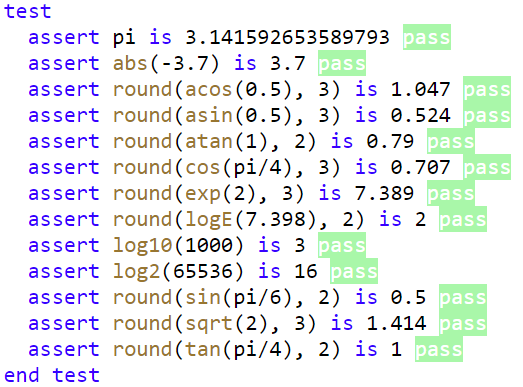 test
assert pi is 3.141592653589793 pass
assert abs(-3.7) is 3.7 pass
assert round(acos(0.5), 3) is 1.047 pass
assert round(asin(0.5), 3) is 0.524 pass
assert round(atan(1), 2) is 0.79 pass
assert round(cos(pi/4), 3) is 0.707 pass
assert round(exp(2), 3) is 7.389 pass
assert round(logE(7.398), 2) is 2 pass
assert log10(1000) is 3 pass
assert log2(65536) is 16 pass
assert round(sin(pi/6), 2) is 0.5 pass
assert round(sqrt(2), 3) is 1.414 pass
assert round(tan(pi/4), 2) is 1 pass
end test